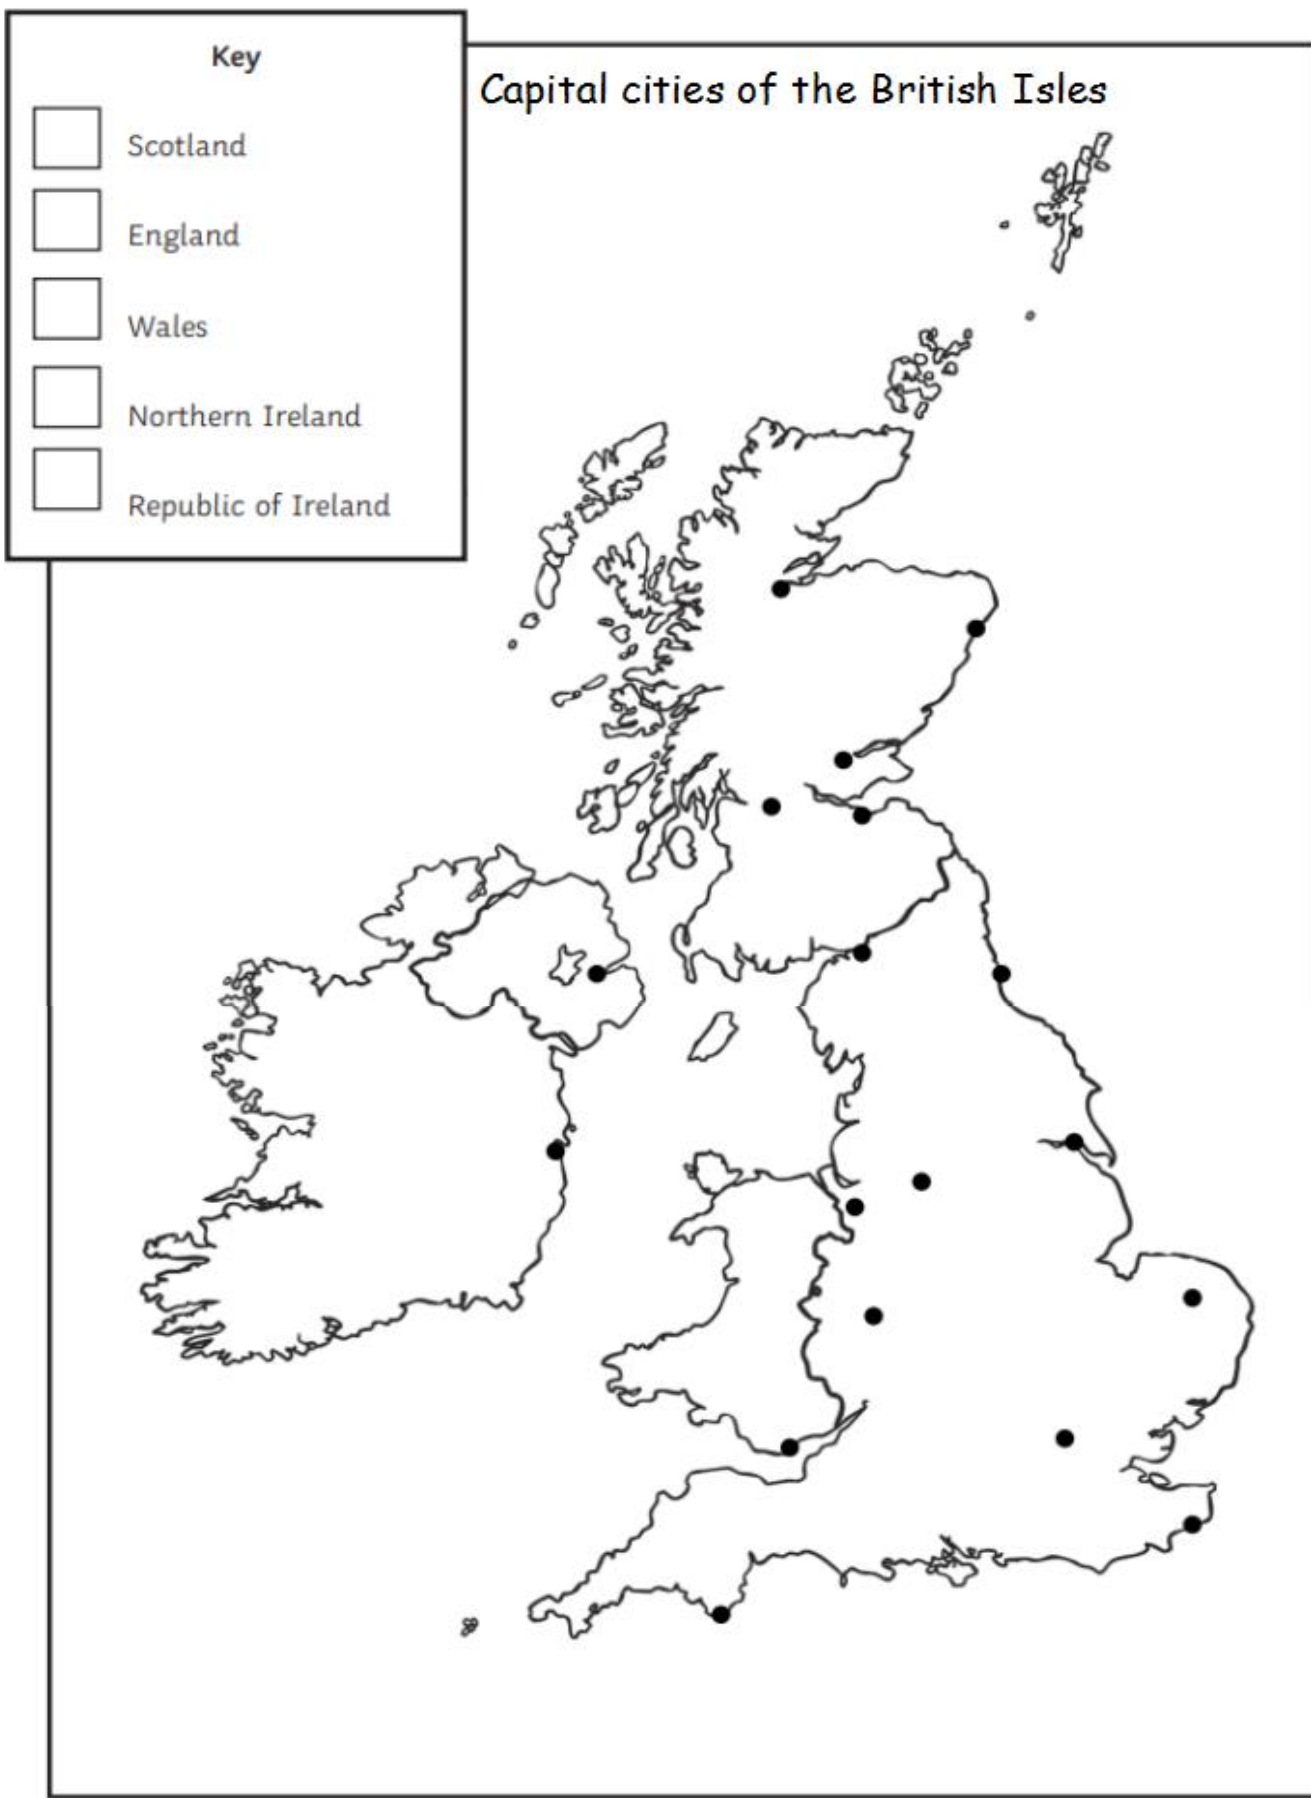 Key
Scotland
England
Wales
Northern Ireland
Republic of Ireland
Capital cities of the British Isles